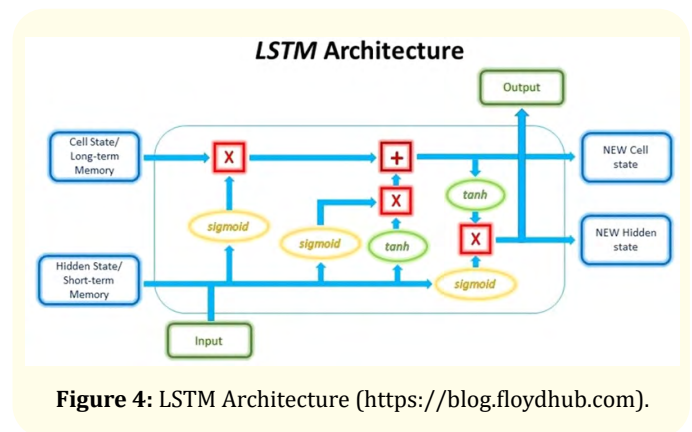 LSTM Architecture
Output
Cell State/
Long-term
Memory
X
+
NEW Cell
state
tanh
X
sigmoid
sigmoid
tanh
X
NEW Hidden
state
Hidden State/
Short-term
Memory
sigmoid
Input
Figure 4: LSTM Architecture (https://blog.floydhub.com).